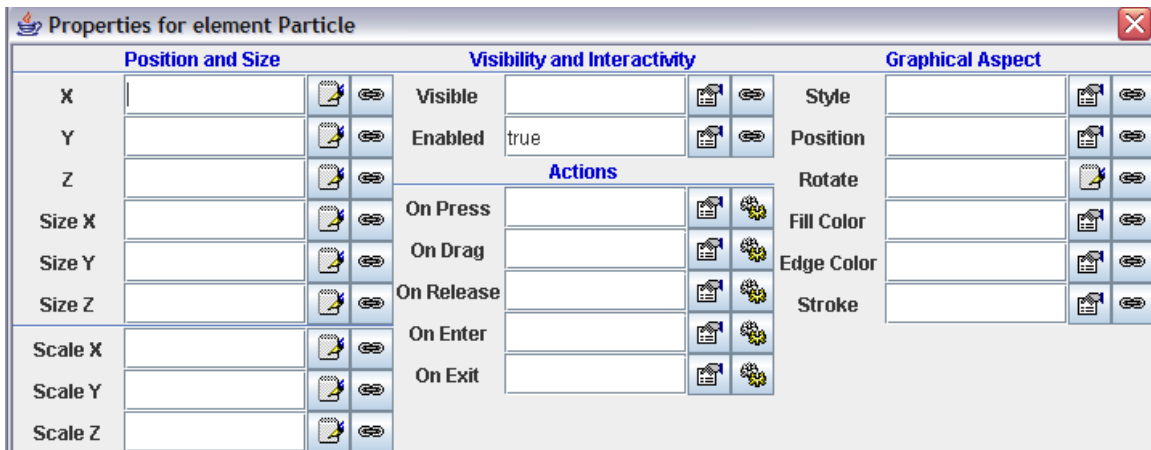 Properties for element Particle
Position and Size
X
Y
Z
Size X
Size Y
Size Z
Scale X
Scale Y
Scale Z
Visibility and Interactivity
Visible
Enabled true
Actions
On Press
On Drag
On Release
On Enter
On Exit
Graphical Aspect
Style
Position
Rotate
Fill Color
Edge Color
Stroke